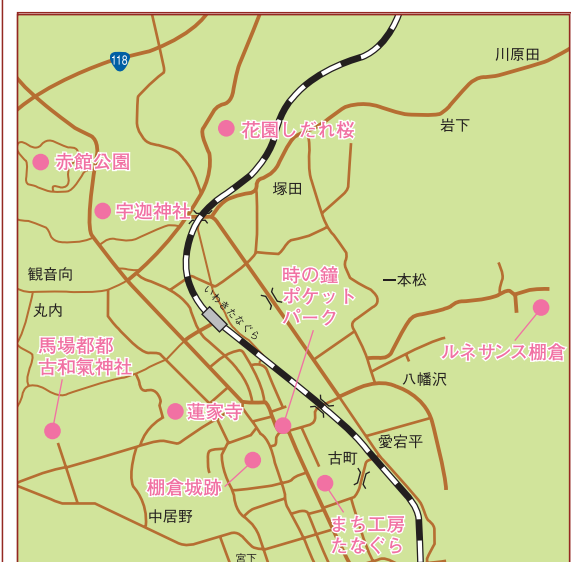 118
川原田
花園しだれ桜
岩下
赤館公園
塚田
宇迦神社
観音向
時の鐘
ポケット
パーク
一本松
いわきたなぐら
丸内
馬場都都
古和氣神社
ルネサンス棚倉
八幡沢
蓮家寺
愛宕平
古町
棚倉城跡
中居野
まち工房
たなぐら
宮下